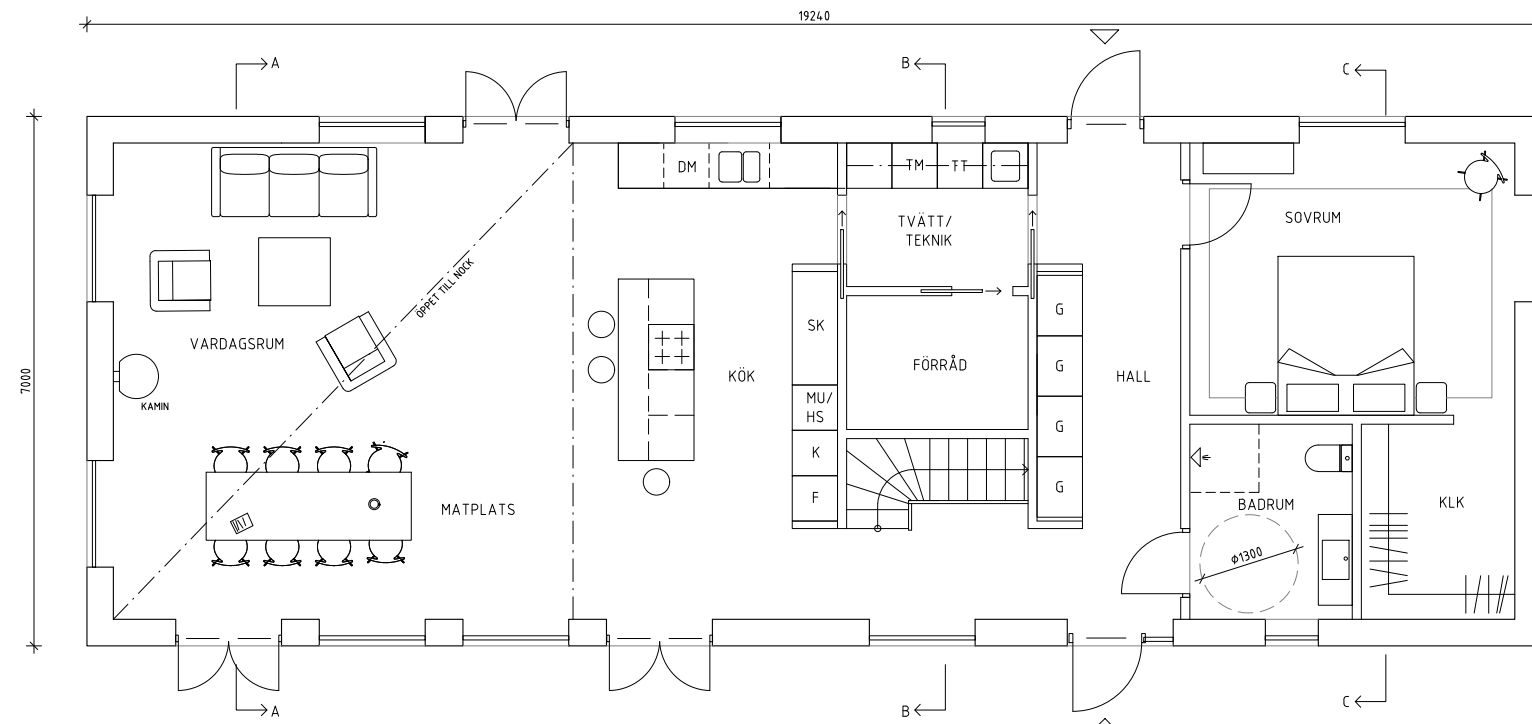 19240
A
B
C
DM
TM
TT
TVÄTT/
TEKNIK
SOVRUM
ÖPPET TILL NOCK
VARDAGSRUM
SK
G
7000
KÖK
FÖRRÅD
G
HALL
KAMIN
MU/
HS
G
K
F
G
MATPLATS
BADRUM
KLK
Ø1300
A
B
C